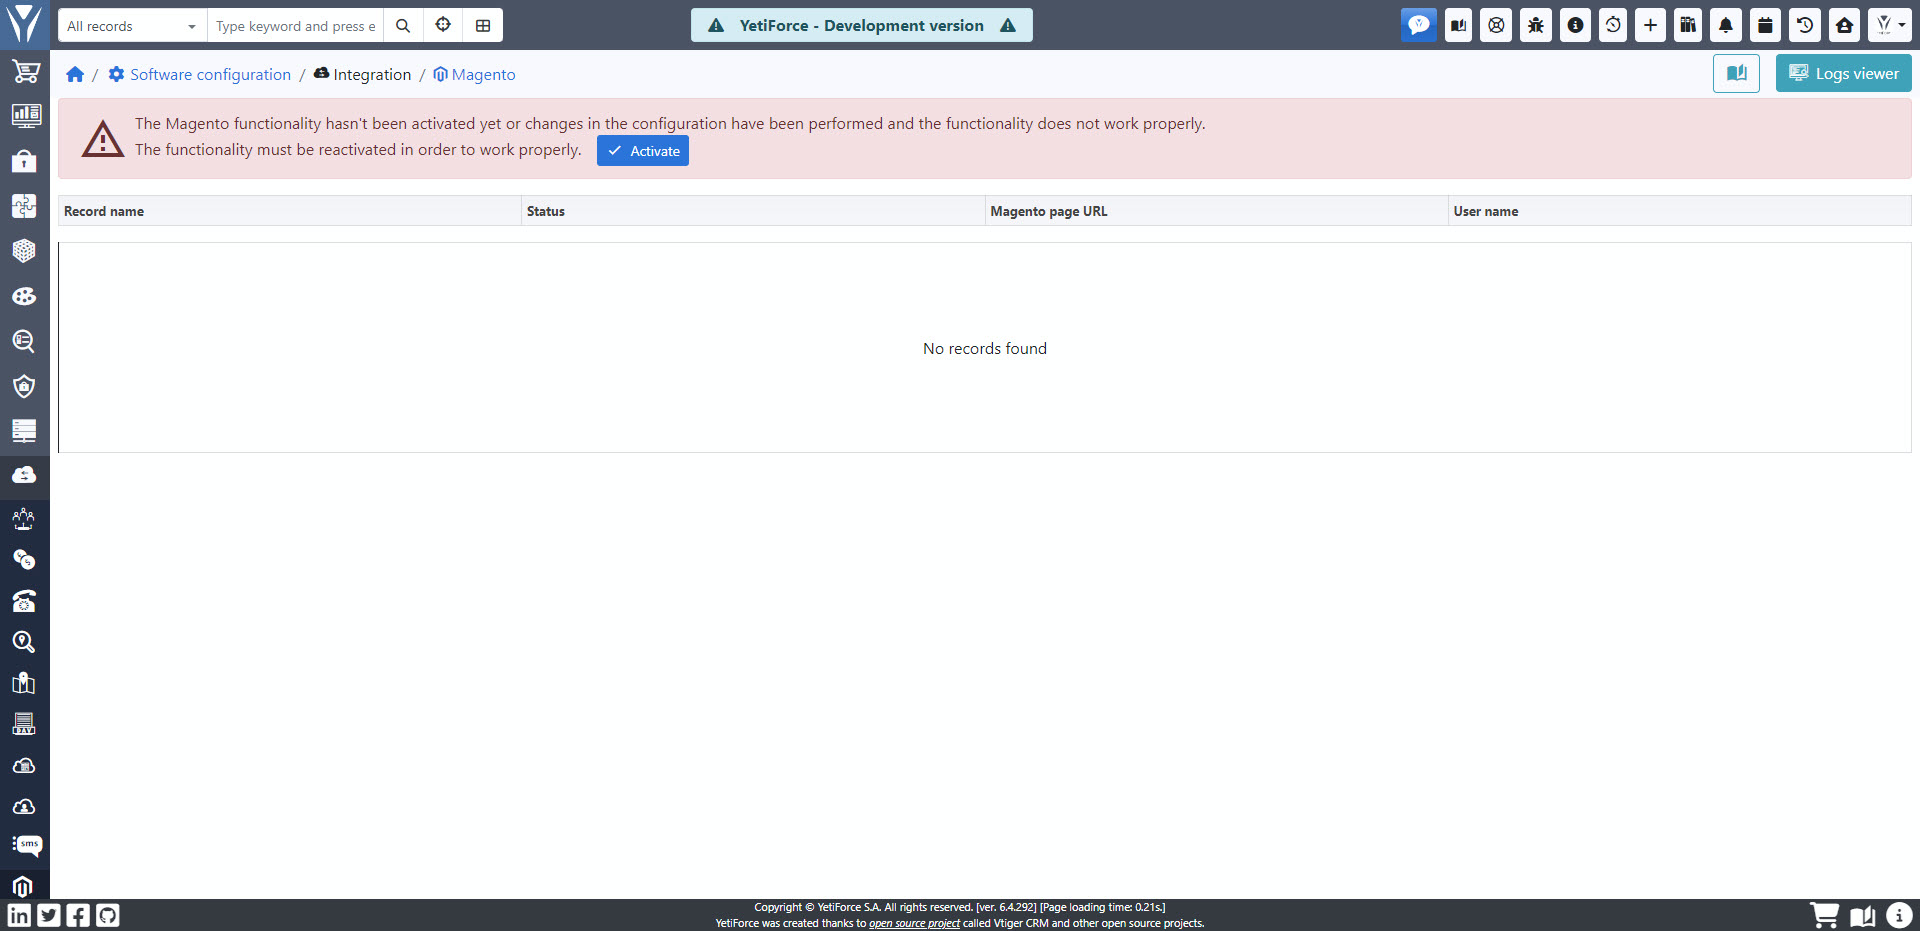 All records
Type keyword and press e
YetiForce - Development version
Software configuration / Integration / Magento
Logs viewer
The Magento functionality hasn't been activated yet or changes in the configuration have been performed and the functionality does not work properly.
The functionality must be reactivated in order to work properly.
Activate
Record name
Status
Magento page URL
User name
No records found
DAV
sms
Copyright © YetiForce S.A. All rights reserved. [ver. 6.4.292] [Page loading time: 0.21s.]
YetiForce was created thanks to open source project called Vtiger CRM and other open source projects.